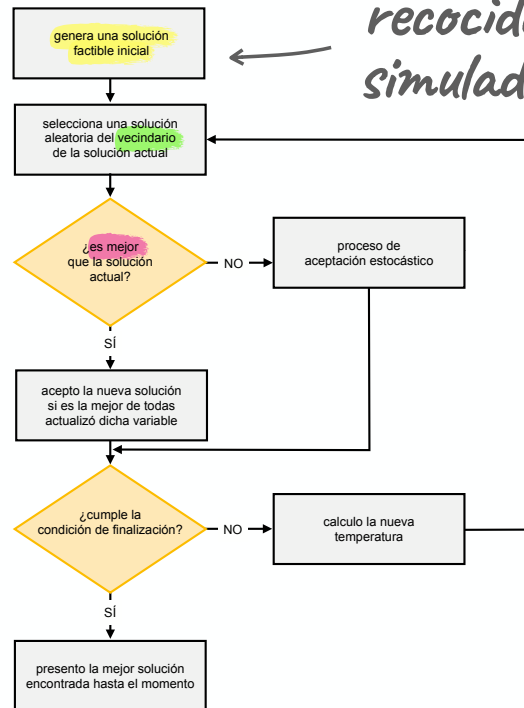 recocid
simulad
genera una solución
factible inicial
selecciona una solución
aleatoria del vecindario
de la solución actual
¿es mejor
que la solución
actual?
NO
proceso de
aceptación estocástico
SÍ
acepto la nueva solución
si es la mejor de todas
actualizó dicha variable
¿cumple la
condición de finalización?
NO
calculo la nueva
temperatura
SÍ
presento la mejor solución
encontrada hasta el momento